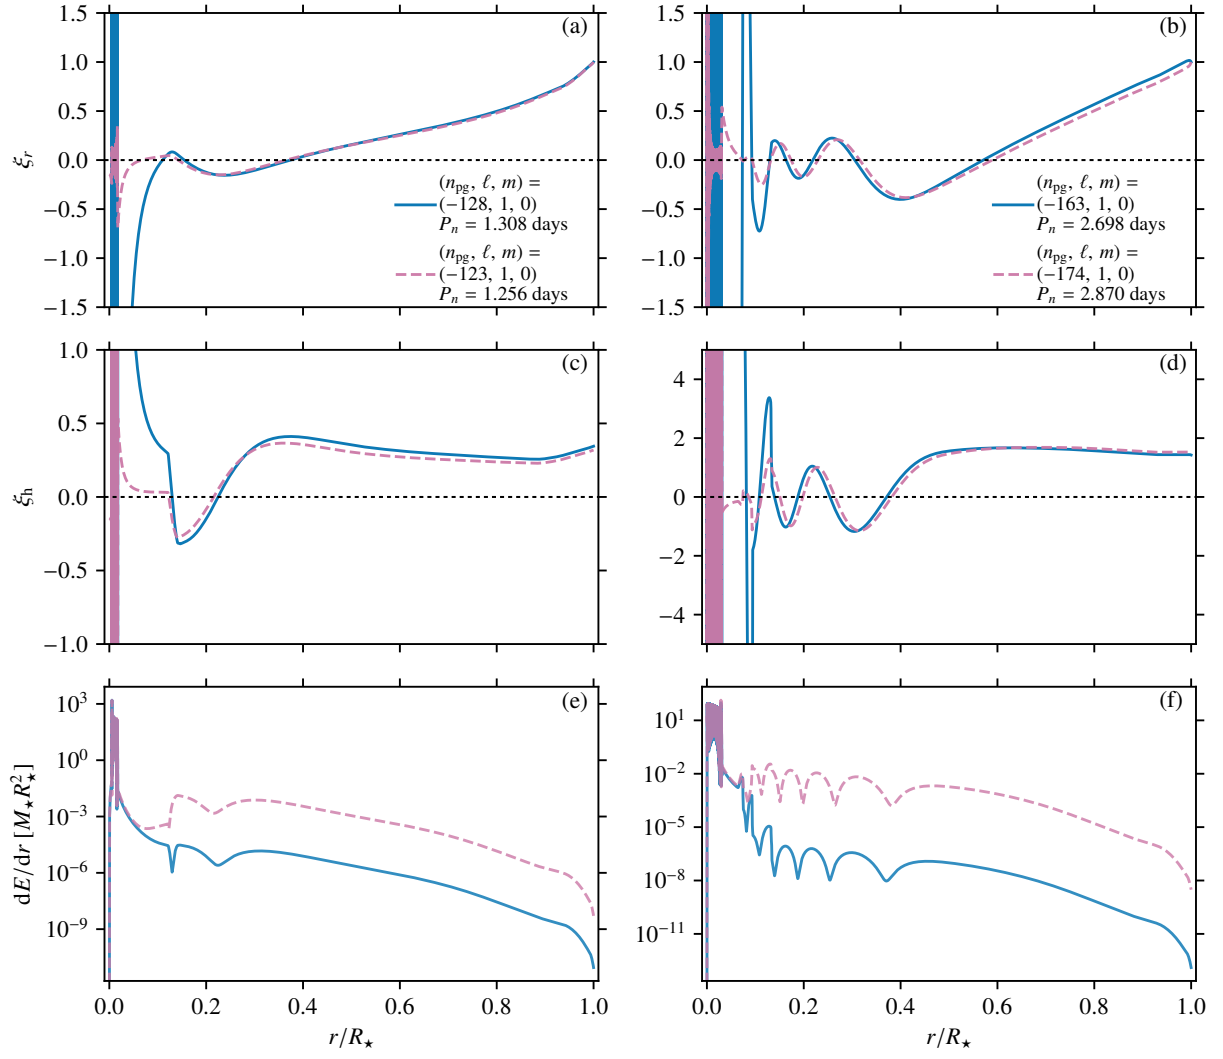 1.5
1.0
0.5
0.0
−0.5
−1.0
−1.5
ξr
(a)
(npg, ℓ, m) =
(−128, 1, 0)
Pn = 1.308 days
(npg, ℓ, m) =
(−123, 1, 0)
Pn = 1.256 days
1.5
1.0
0.5
0.0
−0.5
−1.0
−1.5
(b)
(npg, ℓ, m) =
(−163, 1, 0)
Pn = 2.698 days
(npg, ℓ, m) =
(−174, 1, 0)
Pn = 2.870 days
1.0
0.5
0.0
−0.5
−1.0
ξh
(c)
4
2
0
−2
−4
(d)
10^3
10^0
10^−3
10^−6
10^−9
dE/dr [M⋆R⋆^2]
(e)
0.0 0.2 0.4 0.6 0.8 1.0
r/R⋆
10^1
10^−2
10^−5
10^−8
10^−11
(f)
0.0 0.2 0.4 0.6 0.8 1.0
r/R⋆